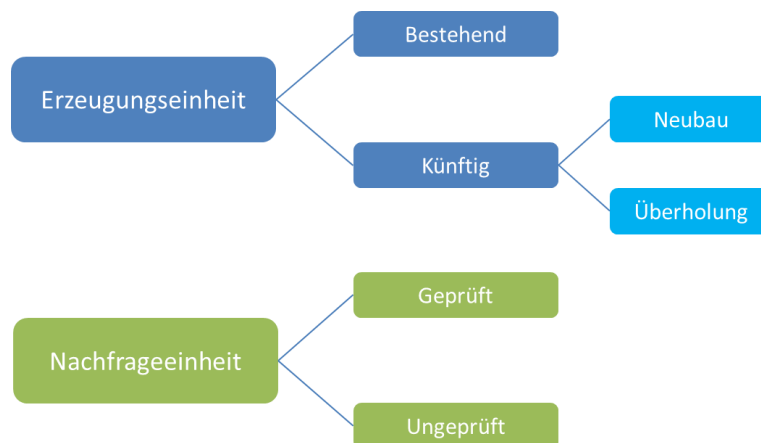 Erzeugungseinheit
Bestehend
Künftig
Neubau
Überholung
Nachfrageeinheit
Geprüft
Ungeprüft